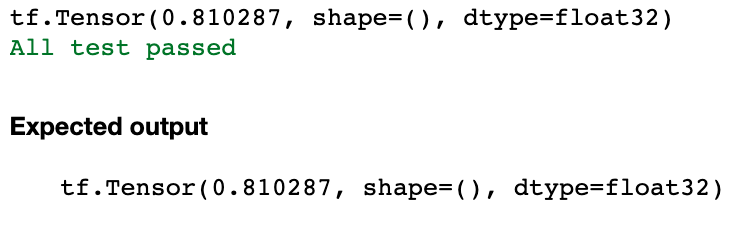 tf.Tensor(0.810287, shape=(), dtype=float32)
All test passed
Expected output
tf.Tensor(0.810287, shape=(), dtype=float32)